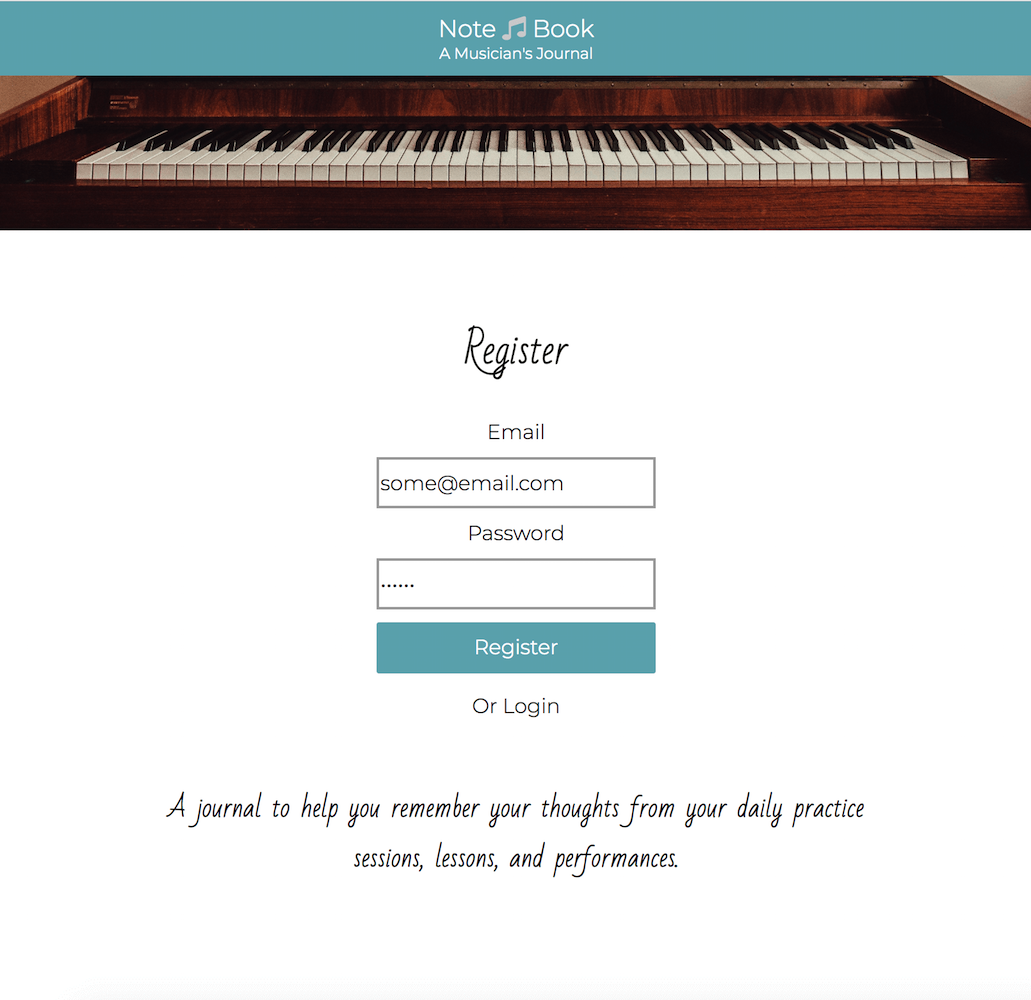 Note 🎵 Book
A Musician's Journal
Register
Email
some@email.com
Password
••••••
Register
Or Login
A journal to help you remember your thoughts from your daily practice
sessions, lessons, and performances.